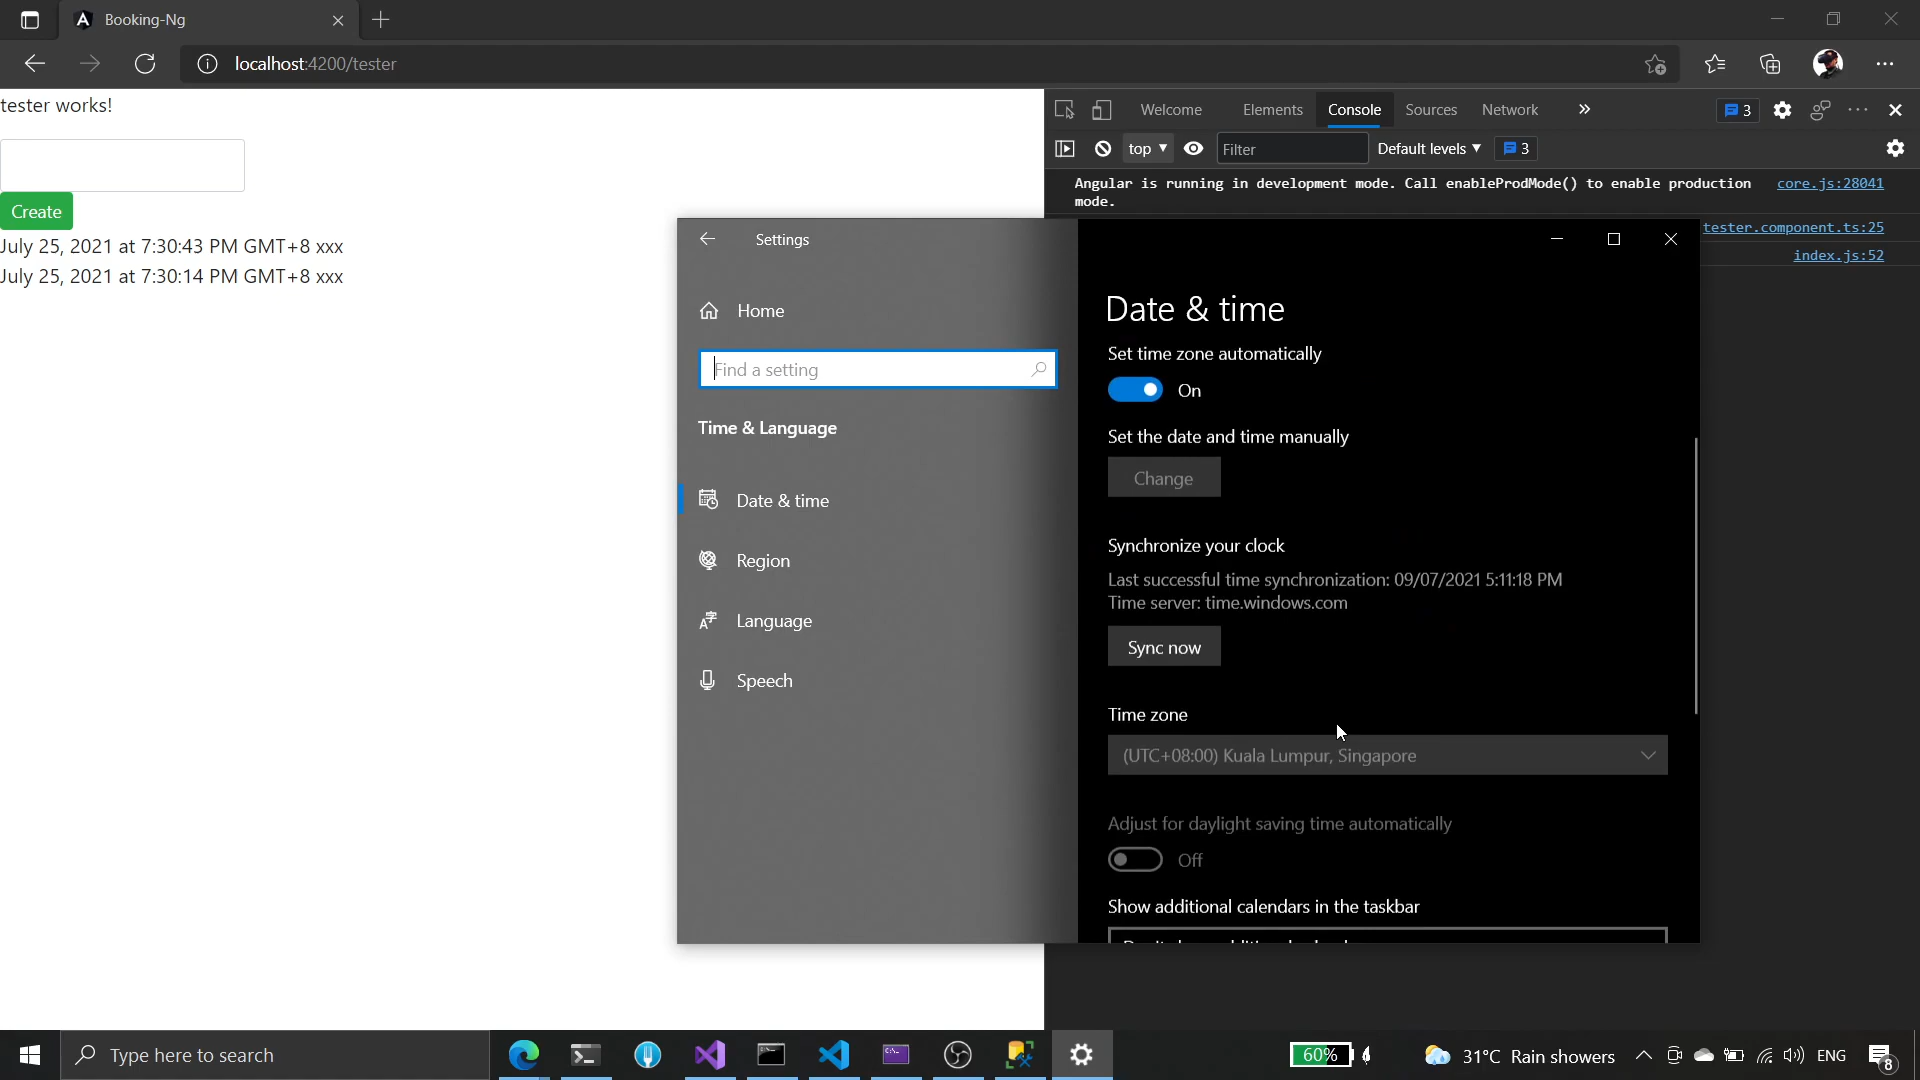 Booking-Ng
localhost:4200/tester
tester works!
Create
July 25, 2021 at 7:30:43 PM GMT+8 xxx
July 25, 2021 at 7:30:14 PM GMT+8 xxx
Welcome Elements Console Sources Network 3
top Filter Default levels 3
Angular is running in development mode. Call enableProdMode() to enable production core.js:28041
mode.
tester.component.ts:25
index.js:52
Settings
Home
Find a setting
Time & Language
Date & time
Region
Language
Speech
Date & time
Set time zone automatically
On
Set the date and time manually
Change
Synchronize your clock
Last successful time synchronization: 09/07/2021 5:11:18 PM
Time server: time.windows.com
Sync now
Time zone
(UTC+08:00) Kuala Lumpur, Singapore
Adjust for daylight saving time automatically
Off
Show additional calendars in the taskbar
Type here to search
60%
31°C Rain showers
ENG
8